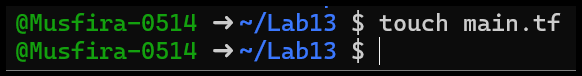 @Musfira-0514 ➜ ~/Lab13 $ touch main.tf
@Musfira-0514 ➜ ~/Lab13 $